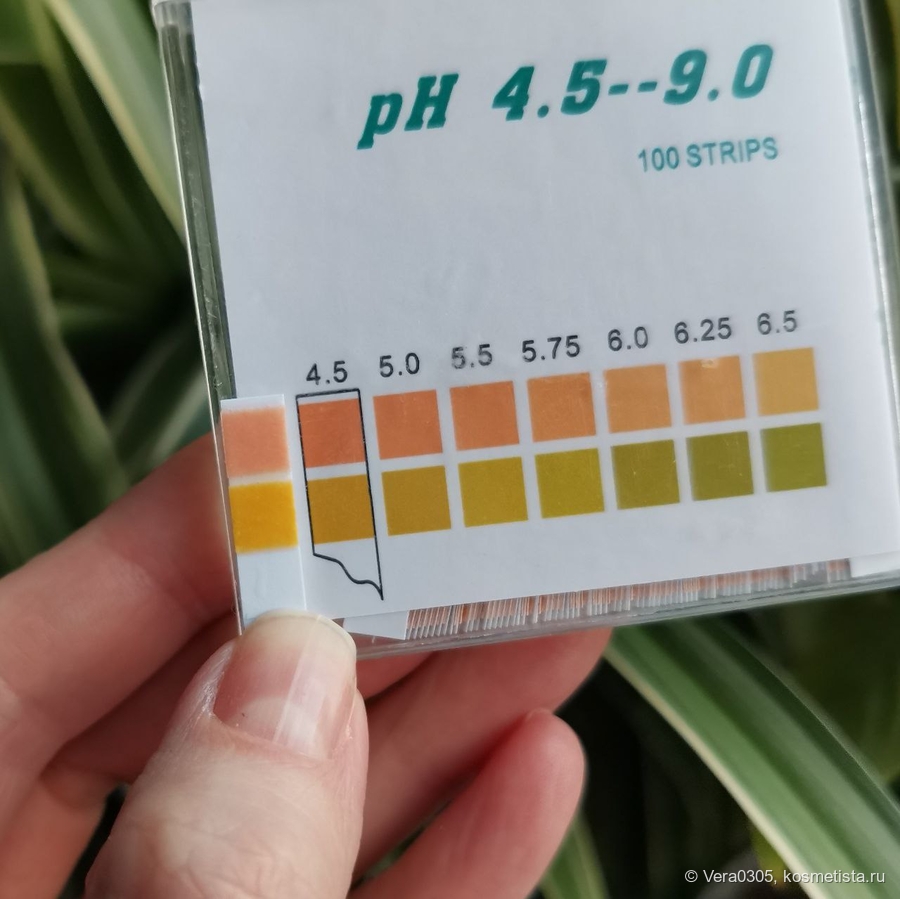 pH 4.5--9.0
100 STRIPS
4.5 5.0 5.5 5.75 6.0 6.25 6.5
© Vera0305, kosmetista.ru